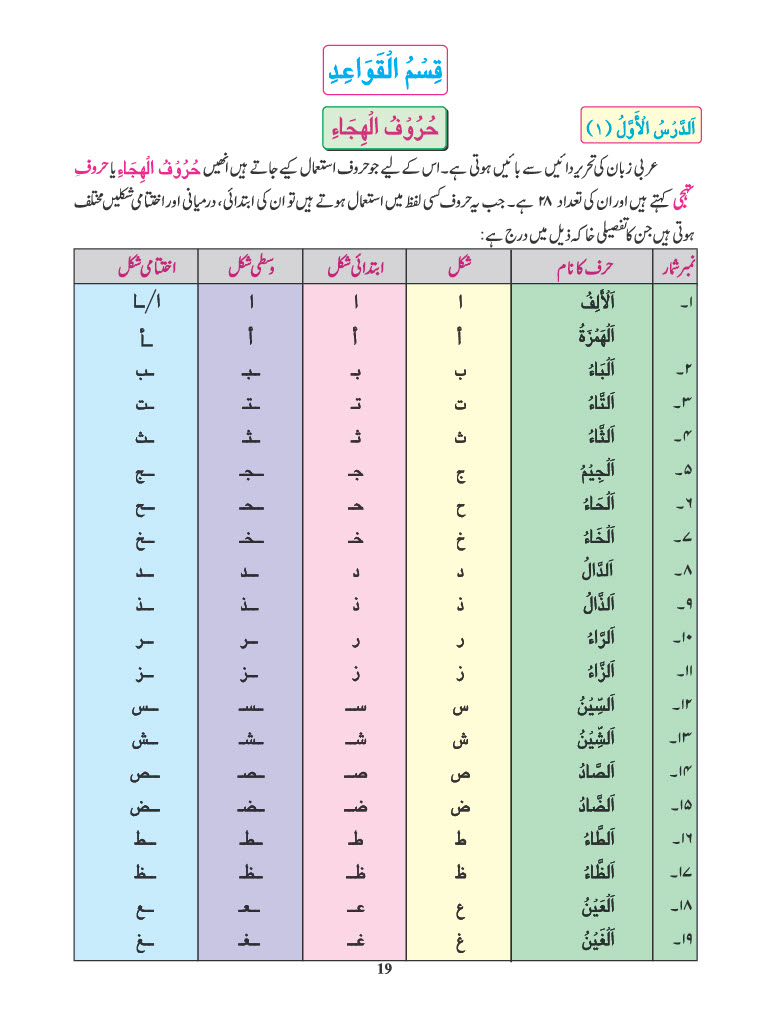 قِسْمُ الْقَوَاعِدِ
اَلدَّرْسُ الْأَوَّلُ (۱)
حُرُوْفُ الْهِجَاءِ
عربی زبان کی تحریر دائیں سے بائیں ہوتی ہے۔ اس کے لیے جو حروف استعمال کیے جاتے ہیں انھیں حُرُوْفُ الْهِجَاءِ یا حروف
تہجی کہتے ہیں اور ان کی تعداد ۲۸ ہے۔ جب یہ حروف کسی لفظ میں استعمال ہوتے ہیں تو ان کی ابتدائی، درمیانی اور اختتامی شکلیں مختلف
ہوتی ہیں جن کا تفصیلی خاکہ ذیل میں درج ہے:
نمبر شمار حرف کا نام شکل ابتدائی شکل وسطی شکل اختتامی شکل
۱۔ اَلْأَلِفُ ا ا ا ا/ـا
اَلْهَمْزَةُ أ أ أ ـأ
۲۔ اَلْبَاءُ ب بـ ـبـ ـب
۳۔ اَلتَّاءُ ت تـ ـتـ ـت
۴۔ اَلثَّاءُ ث ثـ ـثـ ـث
۵۔ اَلْجِيْمُ ج جـ ـجـ ـج
۶۔ اَلْحَاءُ ح حـ ـحـ ـح
۷۔ اَلْخَاءُ خ خـ ـخـ ـخ
۸۔ اَلدَّالُ د د ـد ـد
۹۔ اَلذَّالُ ذ ذ ـذ ـذ
۱۰۔ اَلرَّاءُ ر ر ـر ـر
۱۱۔ اَلزَّاءُ ز ز ـز ـز
۱۲۔ اَلسِّيْنُ س سـ ـسـ ـس
۱۳۔ اَلشِّيْنُ ش شـ ـشـ ـش
۱۴۔ اَلصَّادُ ص صـ ـصـ ـص
۱۵۔ اَلضَّادُ ض ضـ ـضـ ـض
۱۶۔ اَلطَّاءُ ط طـ ـطـ ـط
۱۷۔ اَلظَّاءُ ظ ظـ ـظـ ـظ
۱۸۔ اَلْعَيْنُ ع عـ ـعـ ـع
۱۹۔ اَلْغَيْنُ غ غـ ـغـ ـغ
19